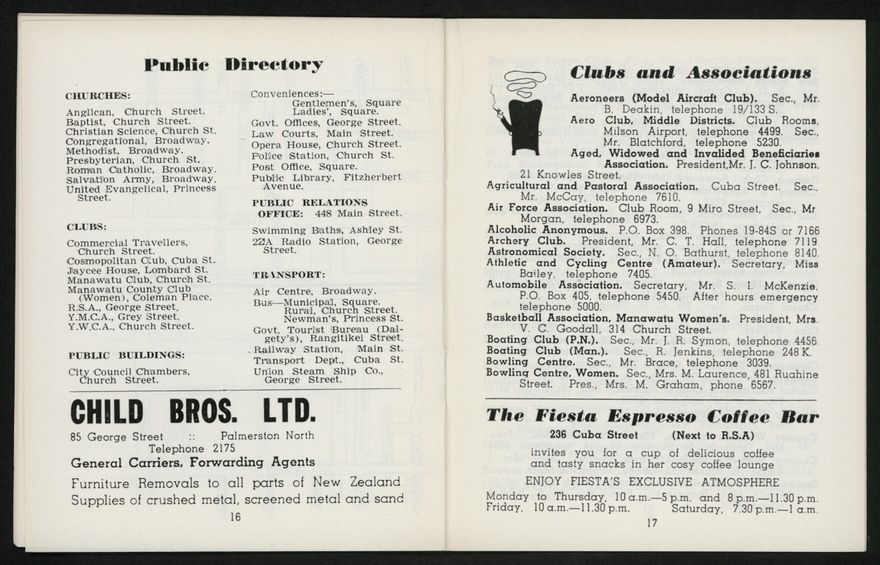 Public Directory
CHURCHES:
Anglican, Church Street.
Baptist, Church Street.
Christian Science, Church St.
Congregational, Broadway.
Methodist, Broadway.
Presbyterian, Church St.
Roman Catholic, Broadway.
Salvation Army, Broadway.
United Evangelical, Princess
Street.
CLUBS:
Commercial Travellers,
Church Street.
Cosmopolitan Club, Cuba St.
Jaycee House, Lombard St.
Manawatu Club, Church St.
Manawatu County Club
(Women), Coleman Place.
R.S.A., George Street.
Y.M.C.A., Grey Street.
Y.W.C.A., Church Street.
PUBLIC BUILDINGS:
City Council Chambers,
Church Street.
Conveniences:—
Gentlemen's, Square
Ladies', Square.
Govt. Offices, George Street.
Law Courts, Main Street.
Opera House, Church Street.
Police Station, Church St.
Post Office, Square.
Public Library, Fitzherbert
Avenue.
PUBLIC RELATIONS
OFFICE: 448 Main Street.
Swimming Baths, Ashley St.
2ZA Radio Station, George
Street.
TRANSPORT:
Air Centre, Broadway.
Bus—Municipal, Square.
Rural, Church Street.
Newman's, Princess St.
Govt. Tourist Bureau (Dal-
gety's), Rangitikei Street.
Railway Station, Main St.
Transport Dept., Cuba St.
Union Steam Ship Co.,
George Street.
CHILD BROS. LTD.
85 George Street :: Palmerston North
Telephone 2175
General Carriers, Forwarding Agents
Furniture Removals to all parts of New Zealand
Supplies of crushed metal, screened metal and sand
16
Clubs and Associations
Aeroneers (Model Aircraft Club). Sec., Mr.
B. Deakin, telephone 19/133 S.
Aero Club, Middle Districts. Club Rooms,
Milson Airport, telephone 4499. Sec.,
Mr. Blatchford, telephone 5230.
Aged, Widowed and Invalided Beneficiaries
Association. President, Mr. J. C. Johnson,
21 Knowles Street.
Agricultural and Pastoral Association. Cuba Street. Sec.,
Mr. McCay, telephone 7610.
Air Force Association. Club Room, 9 Miro Street, Sec., Mr
Morgan, telephone 6973.
Alcoholic Anonymous. P.O. Box 398. Phones 19-84S or 7166
Archery Club. President, Mr. C. T. Hall, telephone 7119
Astronomical Society. Sec., N. O. Bathurst, telephone 8140.
Athletic and Cycling Centre (Amateur). Secretary, Miss
Bailey, telephone 7405.
Automobile Association. Secretary, Mr. S. I. McKenzie,
P.O. Box 405, telephone 5450. After hours emergency
telephone 5000.
Basketball Association, Manawatu Women's. President, Mrs.
V. C. Goodall, 314 Church Street.
Boating Club (P.N.). Sec., Mr. J. R. Symon, telephone 4456.
Boating Club (Man.). Sec., R. Jenkins, telephone 248 K.
Bowling Centre. Sec., Mr. Brace, telephone 3039.
Bowling Centre, Women. Sec., Mrs. M. Laurence, 481 Ruahine
Street. Pres., Mrs. M. Graham, phone 6567.
The Fiesta Espresso Coffee Bar
236 Cuba Street (Next to R.S.A)
invites you for a cup of delicious coffee
and tasty snacks in her cosy coffee lounge
ENJOY FIESTA'S EXCLUSIVE ATMOSPHERE
Monday to Thursday, 10 a.m.—5 p.m. and 8 p.m.—11.30 p.m.
Friday, 10 a.m.—11.30 p.m. Saturday, 7.30 p.m.—1 a.m.
17